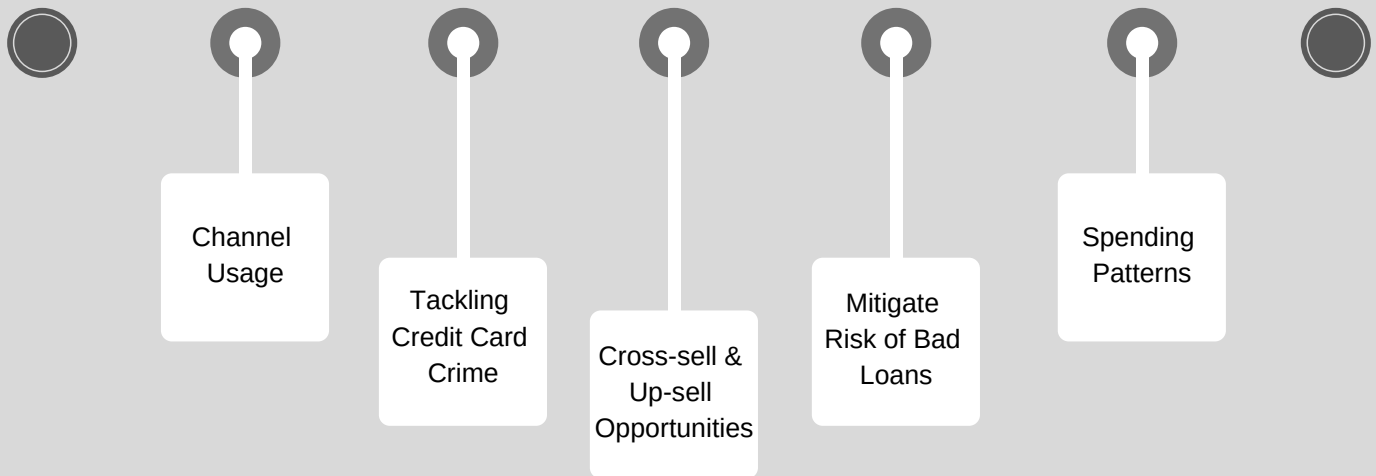 Channel
Usage
Tackling
Credit Card
Crime
Cross-sell &
Up-sell
Opportunities
Mitigate
Risk of Bad
Loans
Spending
Patterns